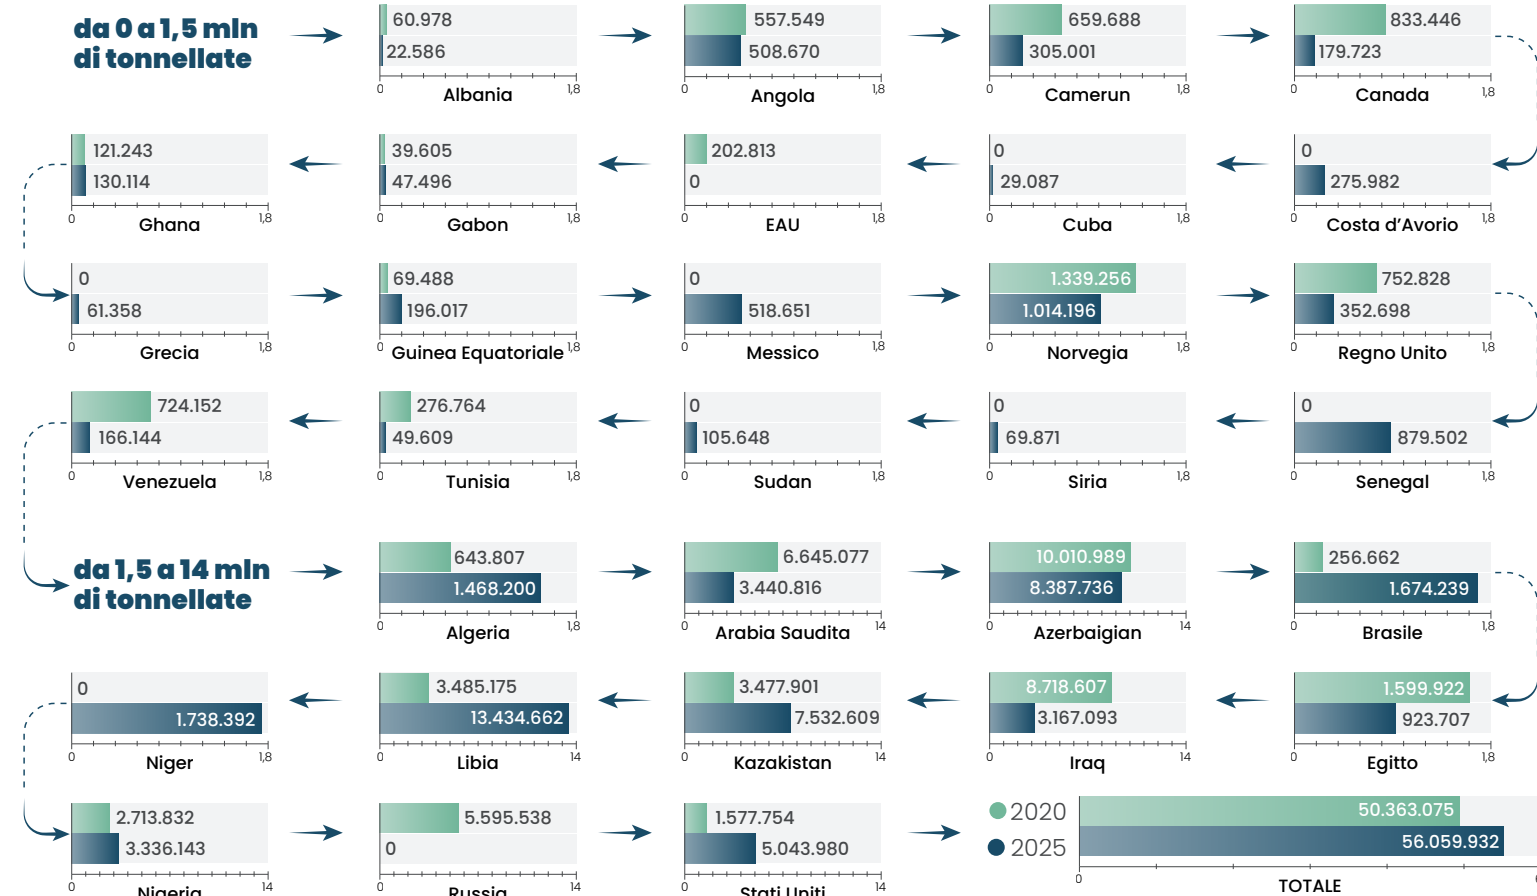 da 0 a 1,5 mln
di tonnellate
60.978
22.586
0 1,8
Albania
557.549
508.670
0 1,8
Angola
659.688
305.001
0 1,8
Camerun
833.446
179.723
0 1,8
Canada
121.243
130.114
0 1,8
Ghana
39.605
47.496
0 1,8
Gabon
202.813
0
0 1,8
EAU
0
29.087
0 1,8
Cuba
0
275.982
0 1,8
Costa d’Avorio
0
61.358
0 1,8
Grecia
69.488
196.017
0 1,8
Guinea Equatoriale
0
518.651
0 1,8
Messico
1.339.256
1.014.196
0 1,8
Norvegia
752.828
352.698
0 1,8
Regno Unito
724.152
166.144
0 1,8
Venezuela
276.764
49.609
0 1,8
Tunisia
0
105.648
0 1,8
Sudan
0
69.871
0 1,8
Siria
0
879.502
0 1,8
Senegal
da 1,5 a 14 mln
di tonnellate
643.807
1.468.200
0 1,8
Algeria
6.645.077
3.440.816
0 14
Arabia Saudita
10.010.989
8.387.736
0 14
Azerbaigian
256.662
1.674.239
0 1,8
Brasile
0
1.738.392
0 1,8
Niger
3.485.175
13.434.662
0 14
Libia
3.477.901
7.532.609
0 14
Kazakistan
8.718.607
3.167.093
0 14
Iraq
1.599.922
923.707
0 1,8
Egitto
2.713.832
3.336.143
0 14
Nigeria
5.595.538
0
0 14
Russia
1.577.754
5.043.980
0 14
Stati Uniti
2020
2025
50.363.075
56.059.932
0
TOTALE